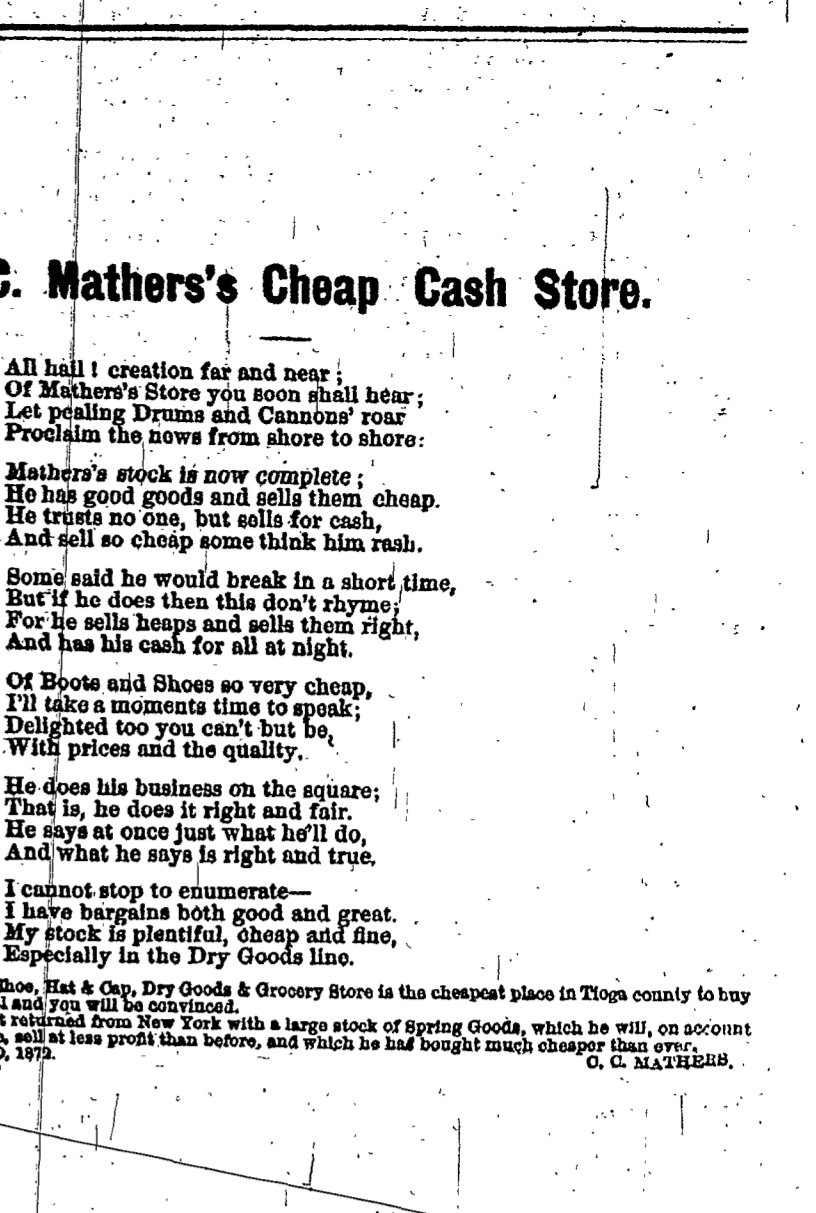 C. Mathers's Cheap Cash Store.
All hail! creation far and near;
Of Mathers's Store you soon shall hear;
Let pealing Drums and Cannons' roar
Proclaim the news from shore to shore:
Mathers's stock is now complete;
He has good goods and sells them cheap.
He trusts no one, but sells for cash,
And sell so cheap some think him rash.
Some said he would break in a short time,
But if he does then this don't rhyme;
For he sells heaps and sells them right,
And has his cash for all at night.
Of Boots and Shoes so very cheap,
I'll take a moments time to speak;
Delighted too you can't but be,
With prices and the quality.
He does his business on the square;
That is, he does it right and fair.
He says at once just what he'll do,
And what he says is right and true.
I cannot stop to enumerate—
I have bargains both good and great.
My stock is plentiful, cheap and fine,
Especially in the Dry Goods line.
hoe, Hat & Cap, Dry Goods & Grocery Store is the cheapest place in Tioga county to buy
l and you will be convinced.
t returned from New York with a large stock of Spring Goods, which he will, on account
, sell at less profit than before, and which he has bought much cheaper than ever.
, 1872.
C. C. MATHERS.